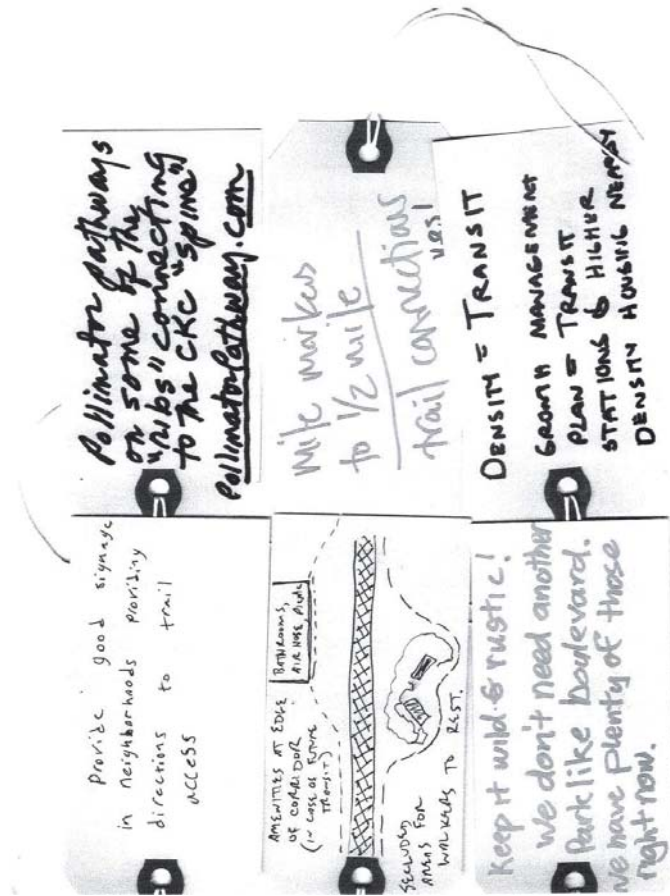 Pollinator pathways
on some of the
"nibs" connecting
to the CKC "spine"
PollinatorPathway.com
Mile markers
to 1/2 mile
trail connections
yes!
DENSITY = TRANSIT
GROWTH MANAGEMENT
PLAN = TRANSIT
STATIONS & HIGHER
DENSITY HOUSING NEARBY
Provide good signage
in neighborhoods providing
directions to trail
access
AMENITIES AT EDGE
OF CORRIDOR
(IN CASE OF FUTURE
TRANSIT)
BATHROOMS,
AIR HOSE, Picnic
SECLUDED
AREAS FOR
WALKERS TO REST.
Keep it wild & rustic!
We don't need another
Park like boulevard.
We have plenty of those
right now.